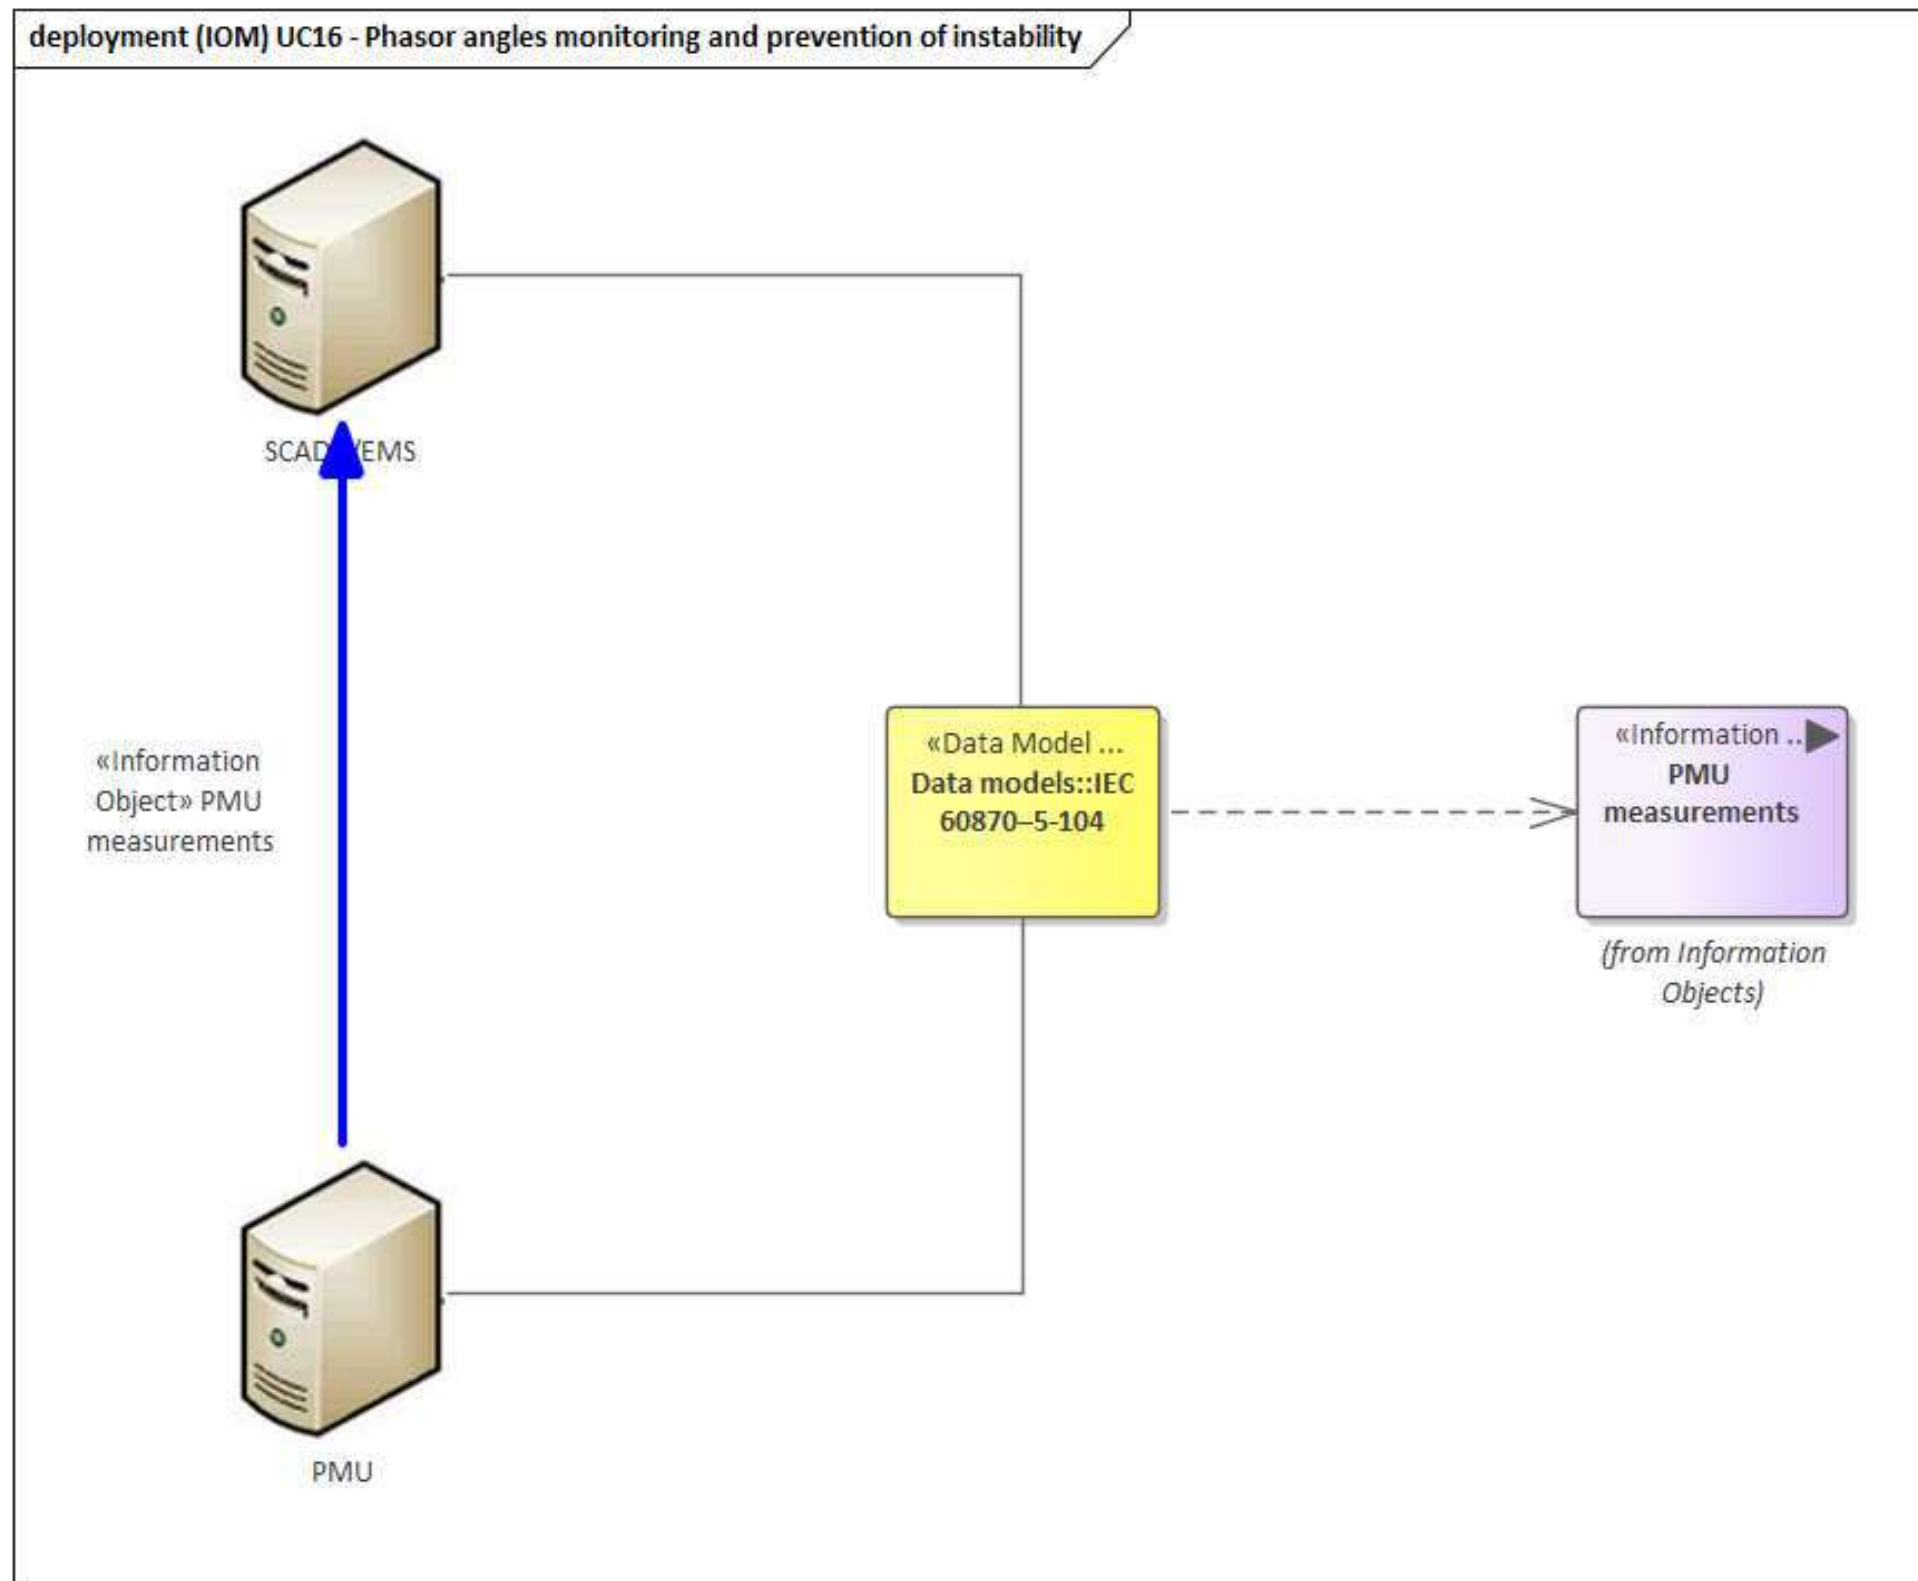 deployment (IOM) UC16 - Phasor angles monitoring and prevention of instability
SCAD /EMS
«Information
Object» PMU
measurements
«Data Model ...
Data models::IEC
60870–5-104
«Information ..
PMU
measurements
(from Information
Objects)
PMU